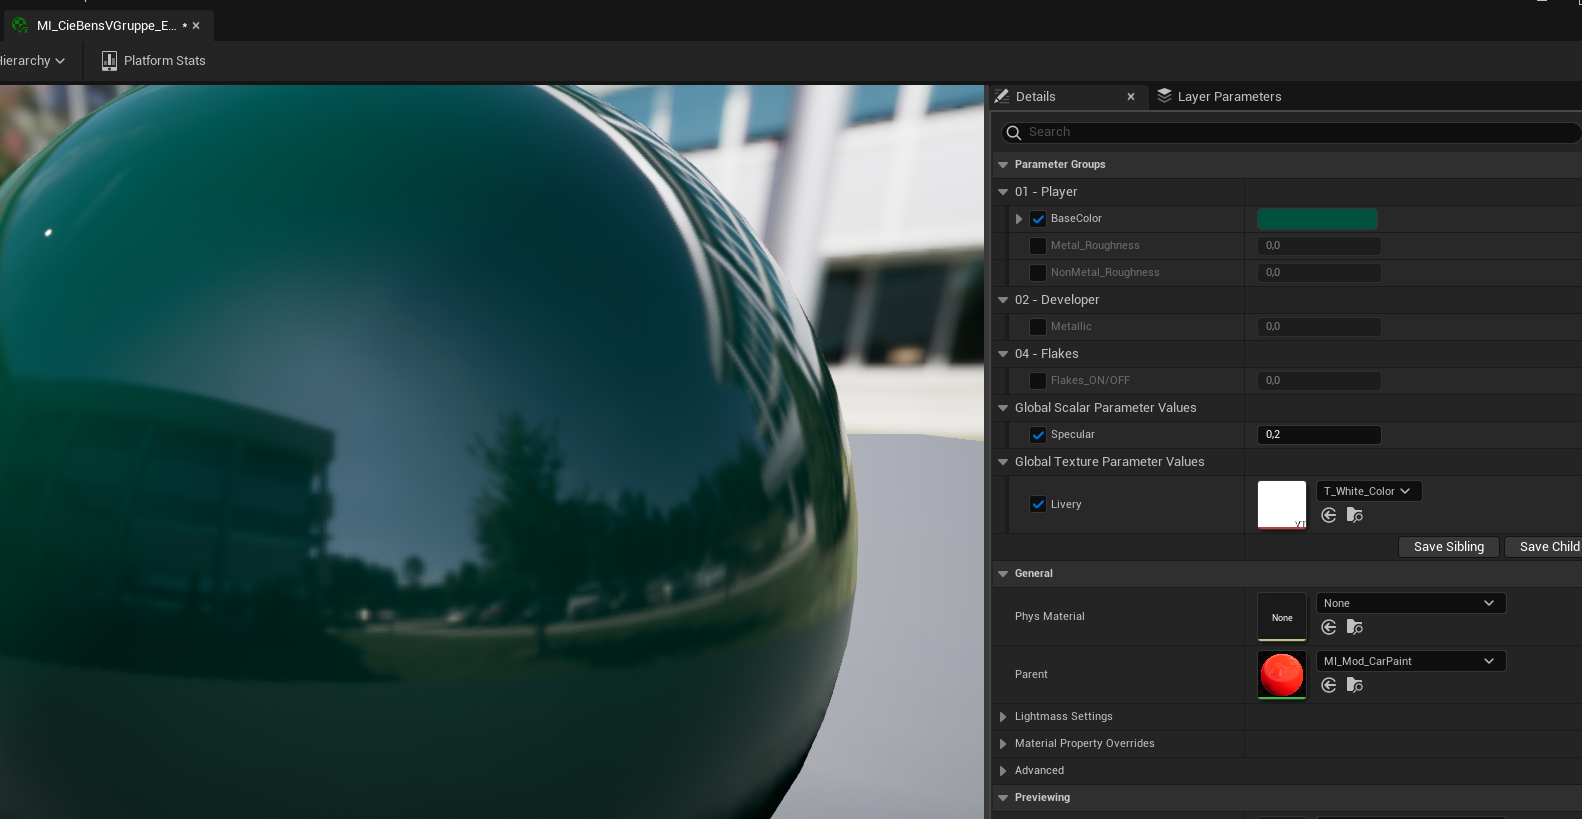 MI_CieBensVGruppe_E... *
Hierarchy
Platform Stats
Details
Layer Parameters
Search
Parameter Groups
01 - Player
BaseColor
Metal_Roughness 0,0
NonMetal_Roughness 0,0
02 - Developer
Metallic 0,0
04 - Flakes
Flakes_ON/OFF 0,0
Global Scalar Parameter Values
Specular 0,2
Global Texture Parameter Values
Livery
T_White_Color
VT
Save Sibling
Save Child
General
Phys Material
None
None
Parent
MI_Mod_CarPaint
Lightmass Settings
Material Property Overrides
Advanced
Previewing